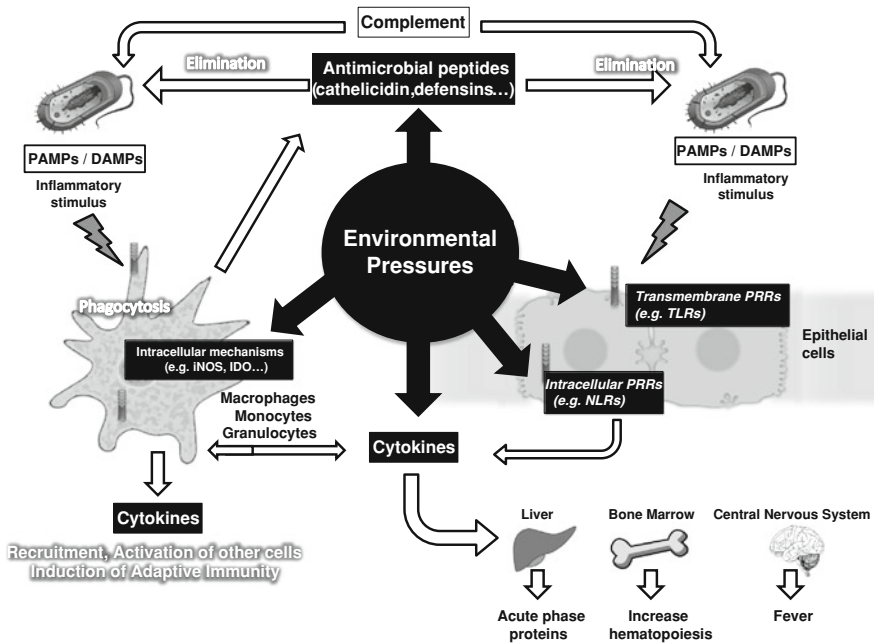 Complement
Elimination
Antimicrobial peptides
(cathelicidin,defensins...)
Elimination
PAMPs / DAMPs
Inflammatory
stimulus
PAMPs / DAMPs
Inflammatory
stimulus
Environmental
Pressures
Phagocytosis
Intracellular mechanisms
(e.g. iNOS, IDO...)
Transmembrane PRRs
(e.g. TLRs)
Epithelial
cells
Intracellular PRRs
(e.g. NLRs)
Macrophages
Monocytes
Granulocytes
Cytokines
Cytokines
Recruitment, Activation of other cells
Induction of Adaptive Immunity
Liver
Bone Marrow
Central Nervous System
Acute phase
proteins
Increase
hematopoiesis
Fever